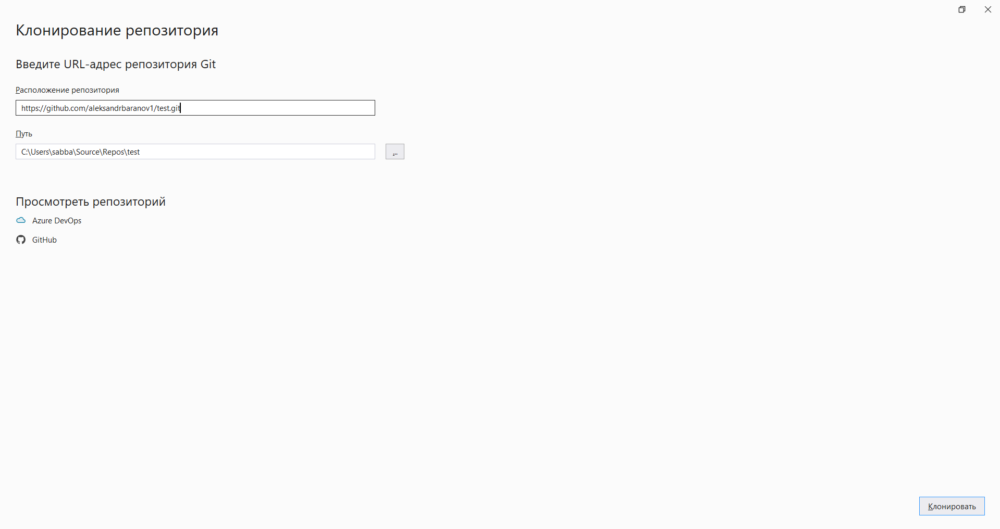 Клонирование репозитория
Введите URL-адрес репозитория Git
Расположение репозитория
https://github.com/aleksandrbaranov1/test.git
Путь
C:\Users\sabba\Source\Repos\test
...
Просмотреть репозиторий
Azure DevOps
GitHub
Клонировать